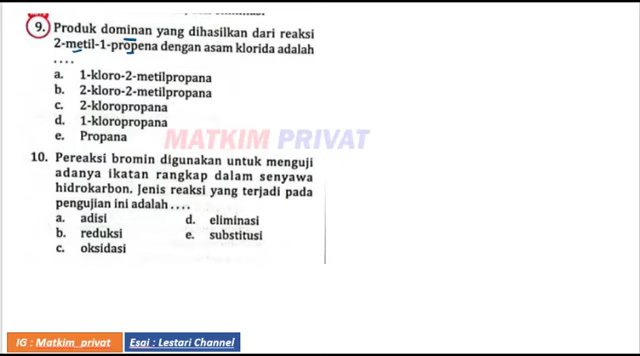 9. Produk dominan yang dihasilkan dari reaksi
2-metil-1-propena dengan asam klorida adalah
....
a. 1-kloro-2-metilpropana
b. 2-kloro-2-metilpropana
c. 2-kloropropana
d. 1-kloropropana
e. Propana
MATKIM PRIVAT
10. Pereaksi bromin digunakan untuk menguji
adanya ikatan rangkap dalam senyawa
hidrokarbon. Jenis reaksi yang terjadi pada
pengujian ini adalah....
a. adisi d. eliminasi
b. reduksi e. substitusi
c. oksidasi
IG : Matkim_privat Esai : Lestari Channel